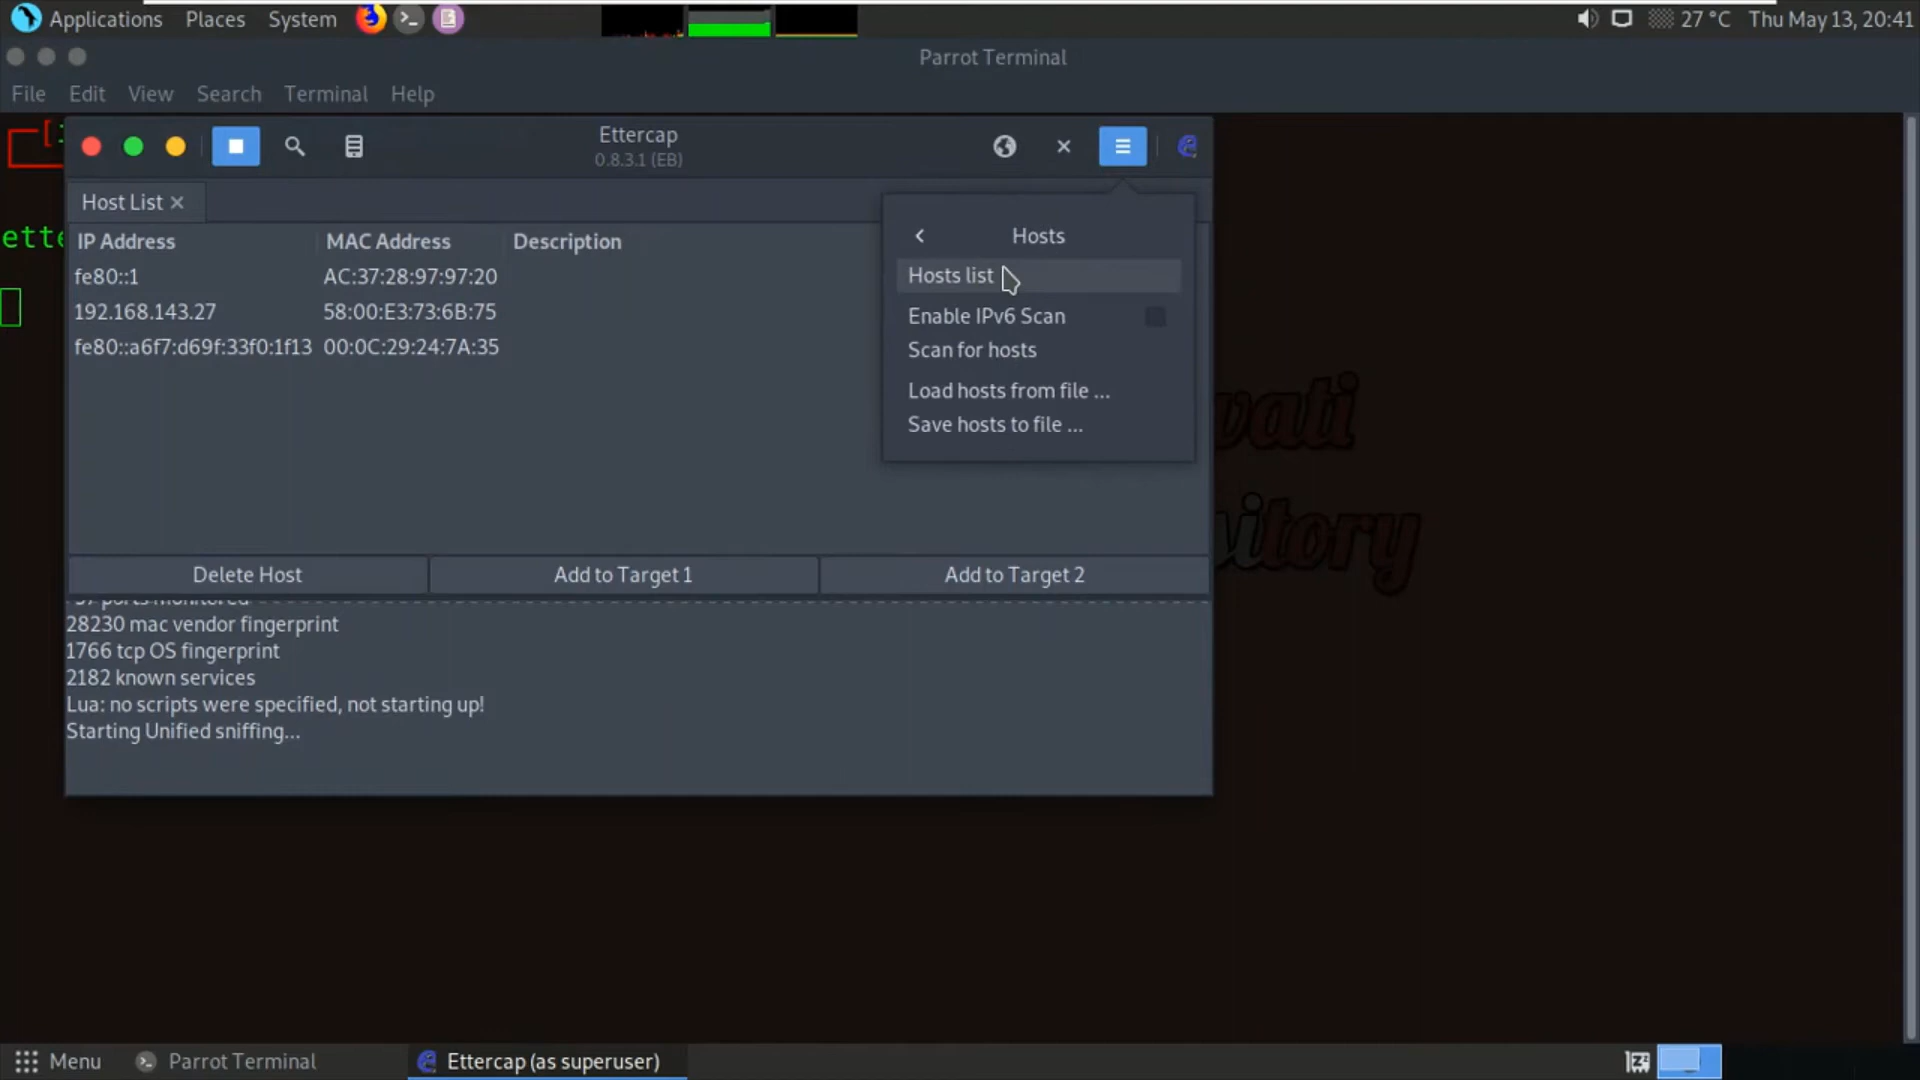 Applications Places System 27 °C Thu May 13, 20:41
Parrot Terminal
File Edit View Search Terminal Help
Ettercap
0.8.3.1 (EB)
Host List
Hosts
ette
IP Address MAC Address Description
fe80::1 AC:37:28:97:97:20
Hosts list
192.168.143.27 58:00:E3:73:6B:75
Enable IPv6 Scan
fe80::a6f7:d69f:33f0:1f13 00:0C:29:24:7A:35
Scan for hosts
Load hosts from file ...
Save hosts to file ...
vati
itory
Delete Host Add to Target 1 Add to Target 2
57 ports monitored
28230 mac vendor fingerprint
1766 tcp OS fingerprint
2182 known services
Lua: no scripts were specified, not starting up!
Starting Unified sniffing...
Menu Parrot Terminal Ettercap (as superuser)